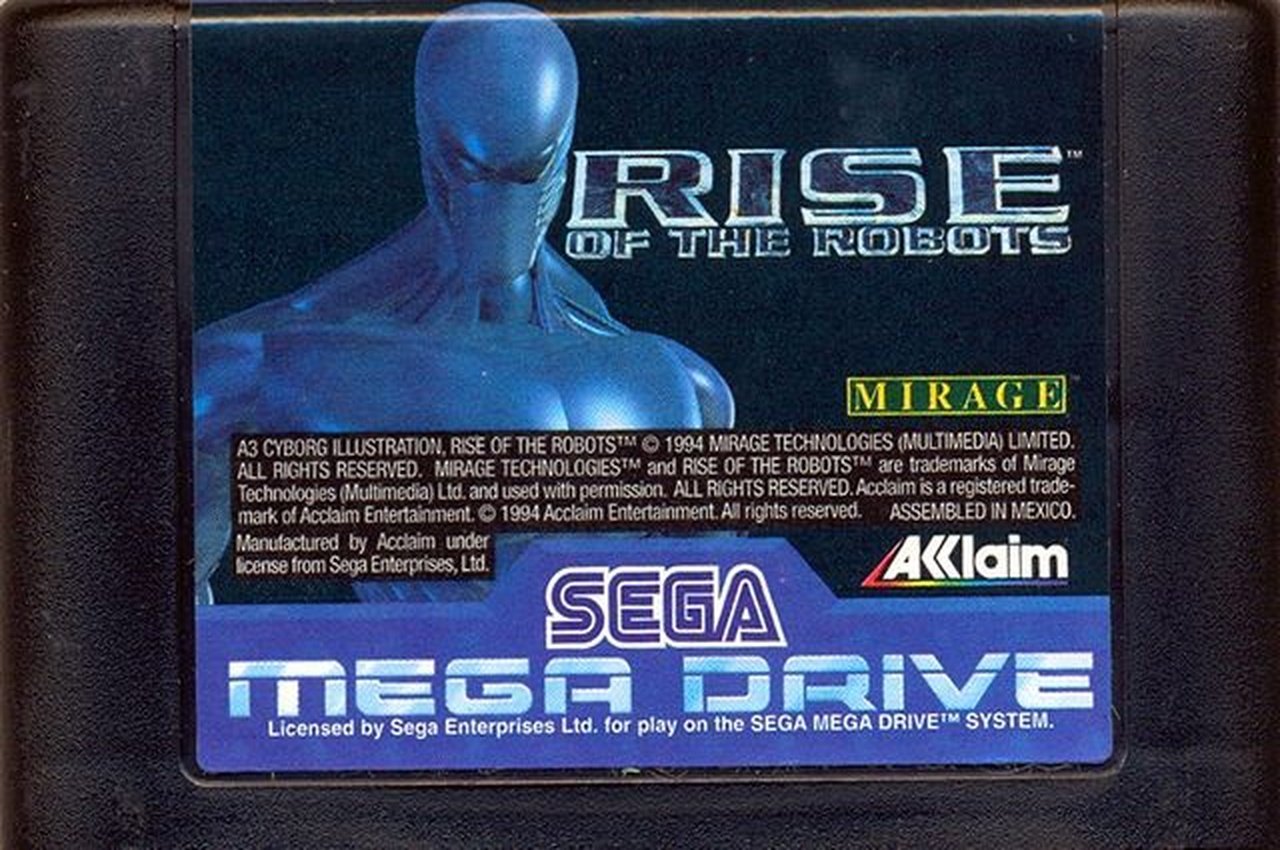 RISE™
OF THE ROBOTS
MIRAGE™
A3 CYBORG ILLUSTRATION, RISE OF THE ROBOTS™ © 1994 MIRAGE TECHNOLOGIES (MULTIMEDIA) LIMITED.
ALL RIGHTS RESERVED. MIRAGE TECHNOLOGIES™ and RISE OF THE ROBOTS™ are trademarks of Mirage
Technologies (Multimedia) Ltd. and used with permission. ALL RIGHTS RESERVED. Acclaim is a registered trade-
mark of Acclaim Entertainment. © 1994 Acclaim Entertainment. All rights reserved. ASSEMBLED IN MEXICO.
Manufactured by Acclaim under
license from Sega Enterprises, Ltd.
AKKlaim
SEGA
MEGA DRIVE
Licensed by Sega Enterprises Ltd. for play on the SEGA MEGA DRIVE™ SYSTEM.